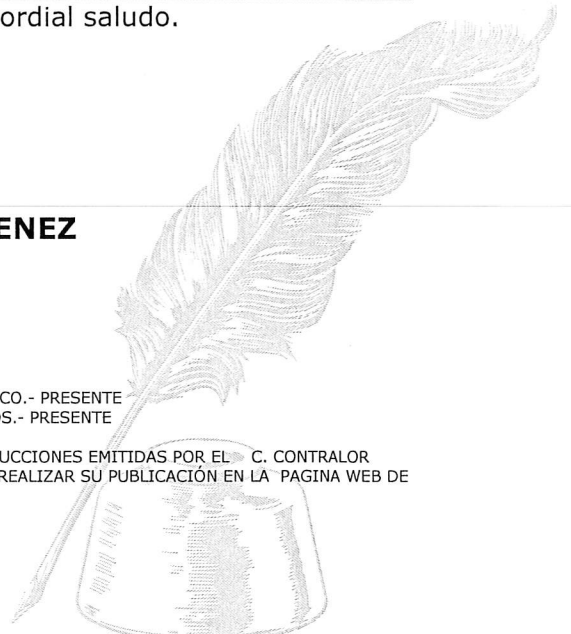 ordial saludo.
ENEZ
CO.- PRESENTE
OS.- PRESENTE
UCCIONES EMITIDAS POR EL C. CONTRALOR
REALIZAR SU PUBLICACIÓN EN LA PAGINA WEB DE